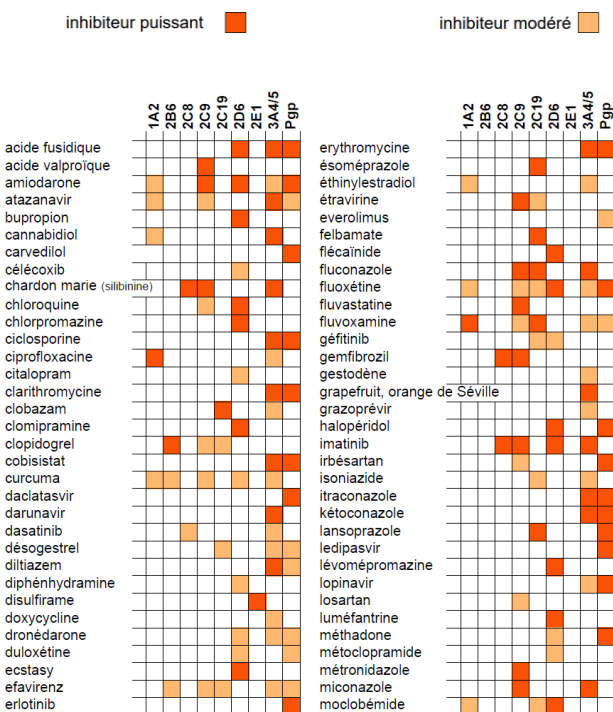 inhibiteur puissant
inhibiteur modéré
1A2 2B6 2C8 2C9 2C19 2D6 2E1 3A4/5 Pgp
acide fusidique
acide valproïque
amiodarone
atazanavir
bupropion
cannabidiol
carvedilol
célécoxib
chardon marie (silibinine)
chloroquine
chlorpromazine
ciclosporine
ciprofloxacine
citalopram
clarithromycine
clobazam
clomipramine
clopidogrel
cobisistat
curcuma
daclatasvir
darunavir
dasatinib
désogestrel
diltiazem
diphénhydramine
disulfirame
doxycycline
dronédarone
duloxétine
ecstasy
efavirenz
erlotinib
1A2 2B6 2C8 2C9 2C19 2D6 2E1 3A4/5 Pgp
erythromycine
ésoméprazole
éthinylestradiol
étravirine
everolimus
felbamate
flécaïnide
fluconazole
fluoxétine
fluvastatine
fluvoxamine
géfitinib
gemfibrozil
gestodène
grapefruit, orange de Séville
grazoprévir
halopéridol
imatinib
irbésartan
isoniazide
itraconazole
kétoconazole
lansoprazole
ledipasvir
lévomépromazine
lopinavir
losartan
luméfantrine
méthadone
métoclopramide
métronidazole
miconazole
moclobémide